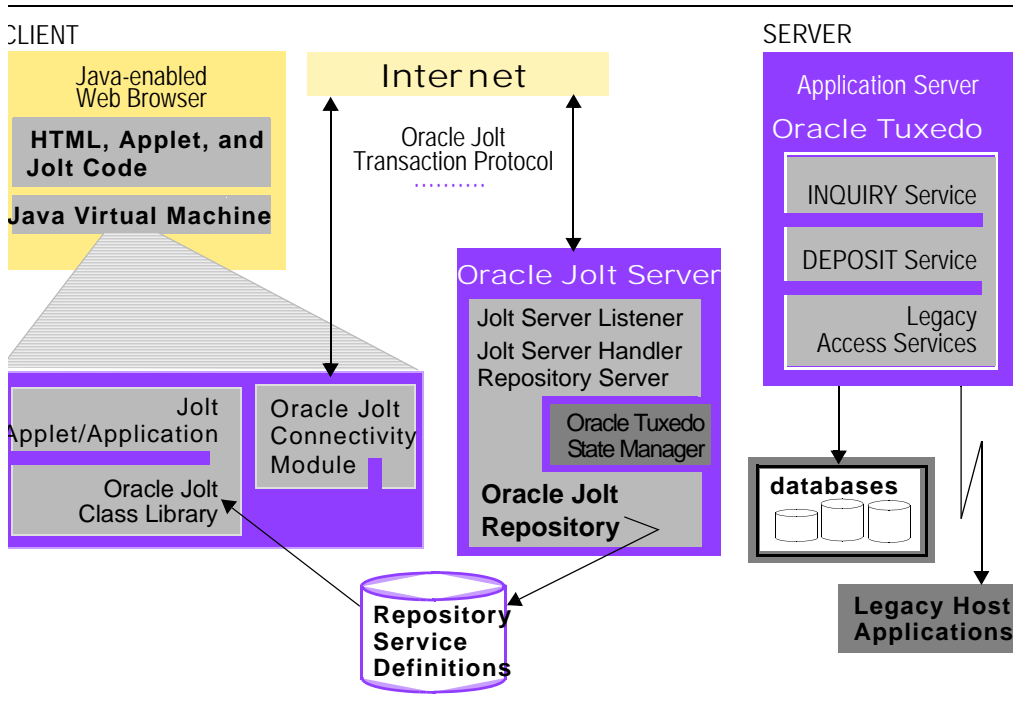 CLIENT
Java-enabled
Web Browser
HTML, Applet, and
Jolt Code
Java Virtual Machine
Internet
Oracle Jolt
Transaction Protocol
SERVER
Application Server
Oracle Tuxedo
INQUIRY Service
DEPOSIT Service
Legacy
Access Services
Oracle Jolt Server
Jolt Server Listener
Jolt Server Handler
Repository Server
Oracle Tuxedo
State Manager
Oracle Jolt
Repository
Jolt
Applet/Application
Oracle Jolt
Class Library
Oracle Jolt
Connectivity
Module
databases
Repository
Service
Definitions
Legacy Host
Applications